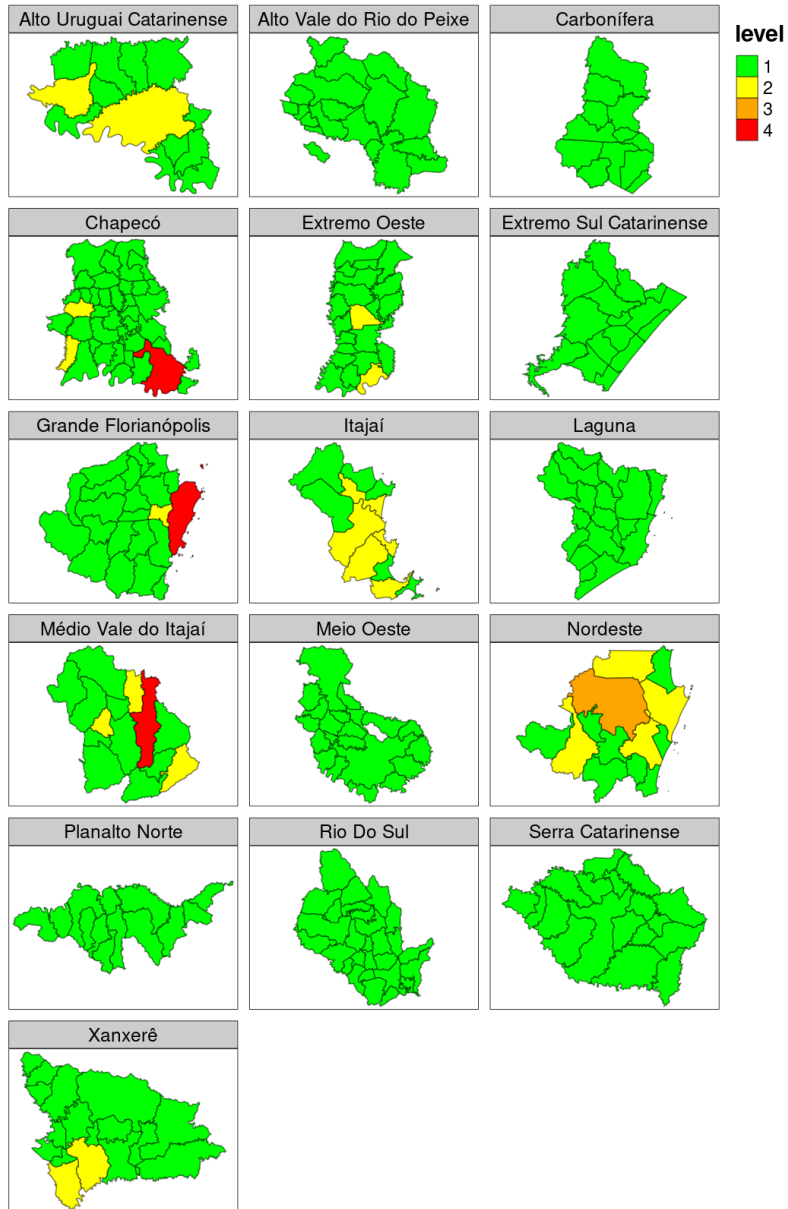 Alto Uruguai Catarinense
Alto Vale do Rio do Peixe
Carbonífera
level
1
2
3
4
Chapecó
Extremo Oeste
Extremo Sul Catarinense
Grande Florianópolis
Itajaí
Laguna
Médio Vale do Itajaí
Meio Oeste
Nordeste
Planalto Norte
Rio Do Sul
Serra Catarinense
Xanxerê